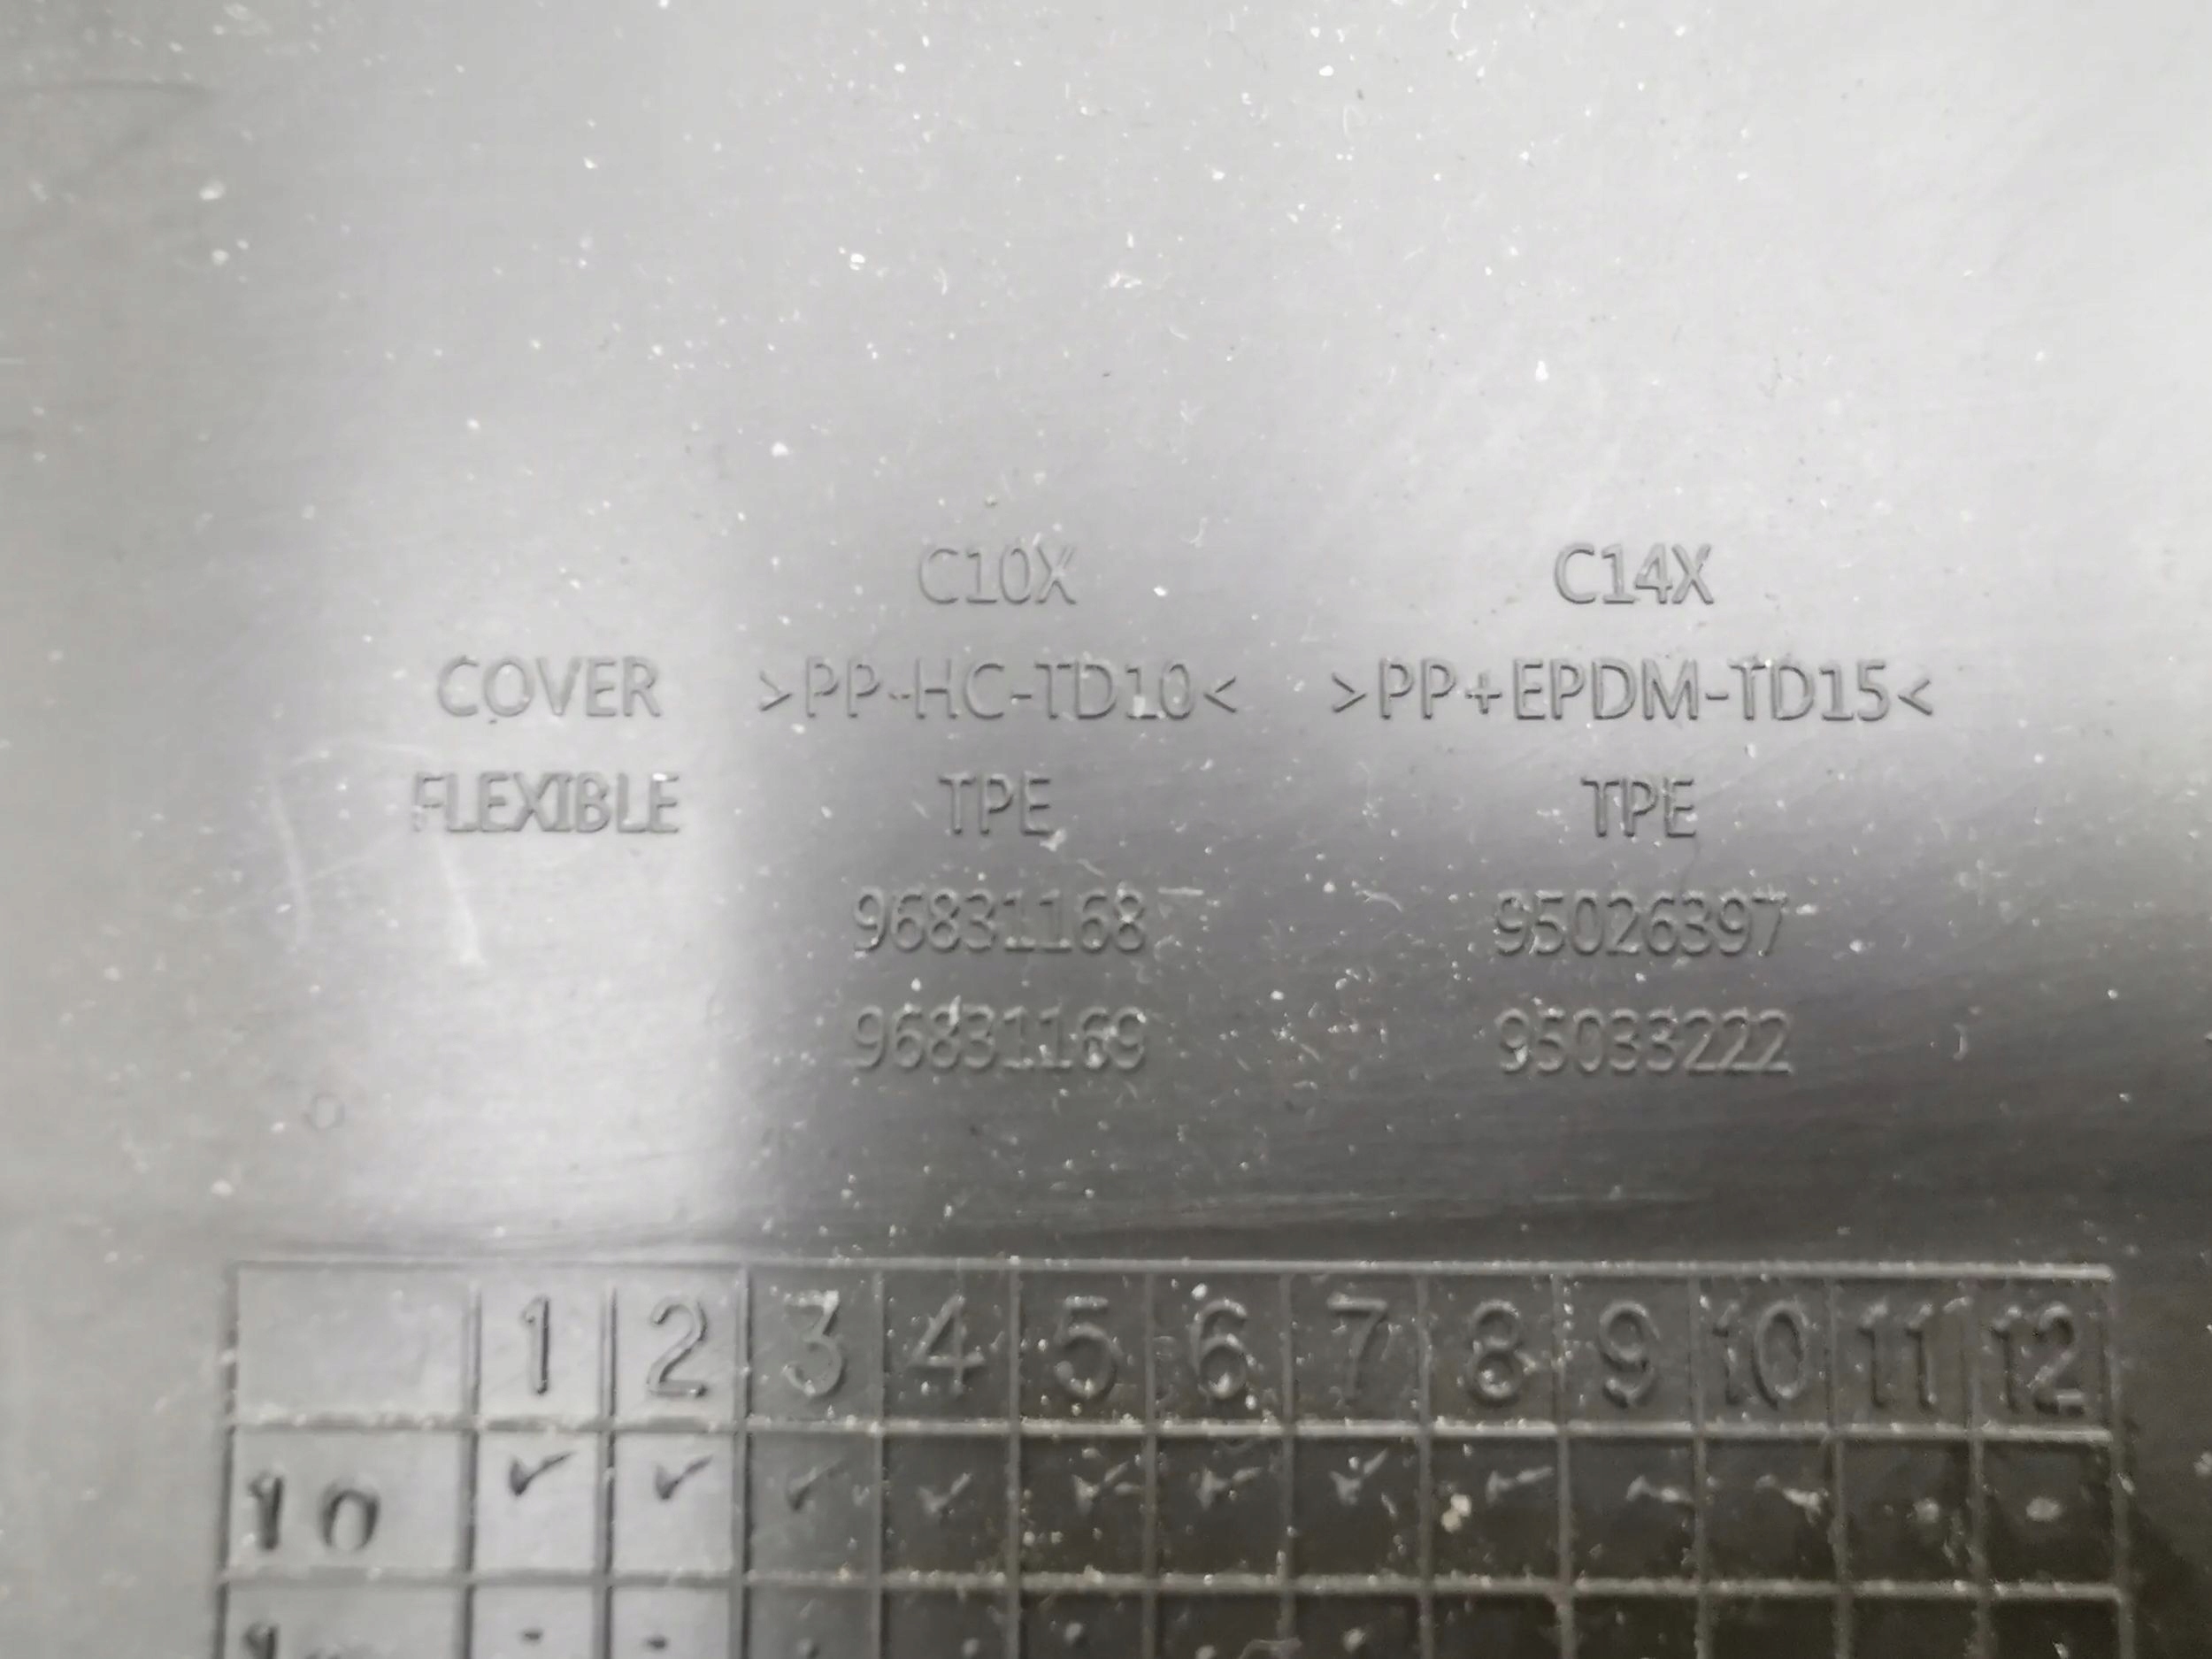 C10X C14X
COVER >PP-HC-TD10< >PP+EPDM-TD15<
FLEXIBLE TPE TPE
96831168 95026397
96831169 95033222
1 2 3 4 5 6 7 8 9 10 11 12
10